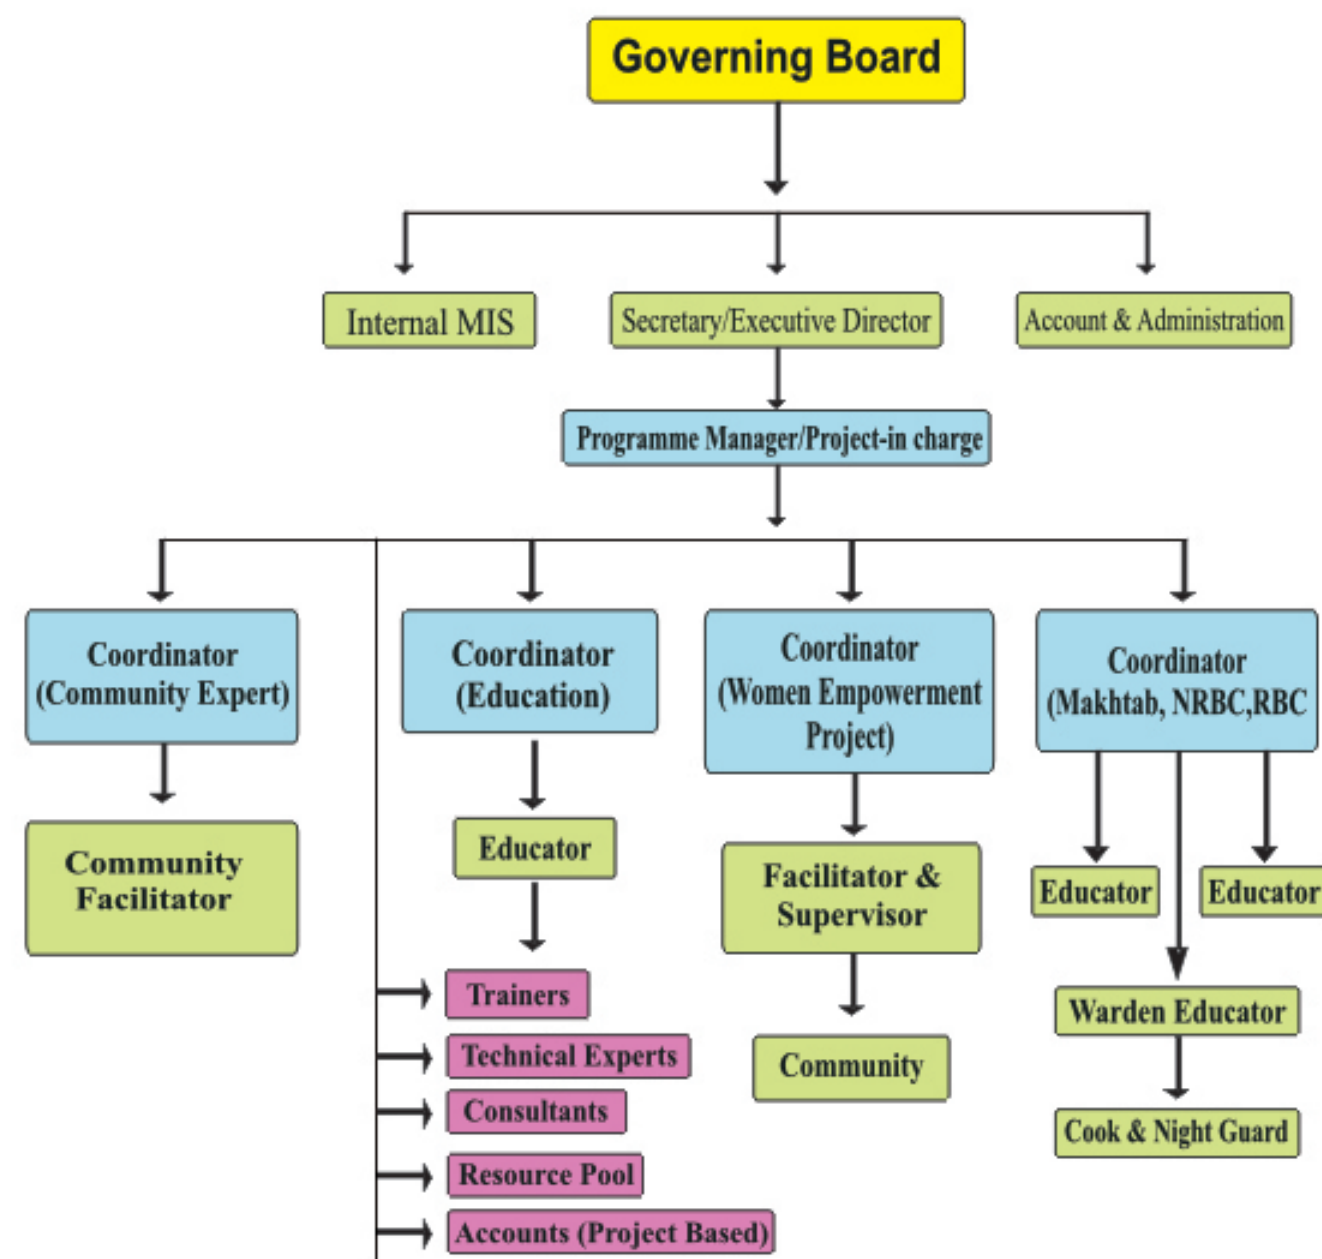 Governing Board
Internal MIS
Secretary/Executive Director
Account & Administration
Programme Manager/Project-in charge
Coordinator
(Community Expert)
Coordinator
(Education)
Coordinator
(Women Empowerment
Project)
Coordinator
(Makhtab, NRBC,RBC
Community
Facilitator
Educator
Facilitator &
Supervisor
Educator
Educator
Trainers
Warden Educator
Technical Experts
Community
Consultants
Cook & Night Guard
Resource Pool
Accounts (Project Based)